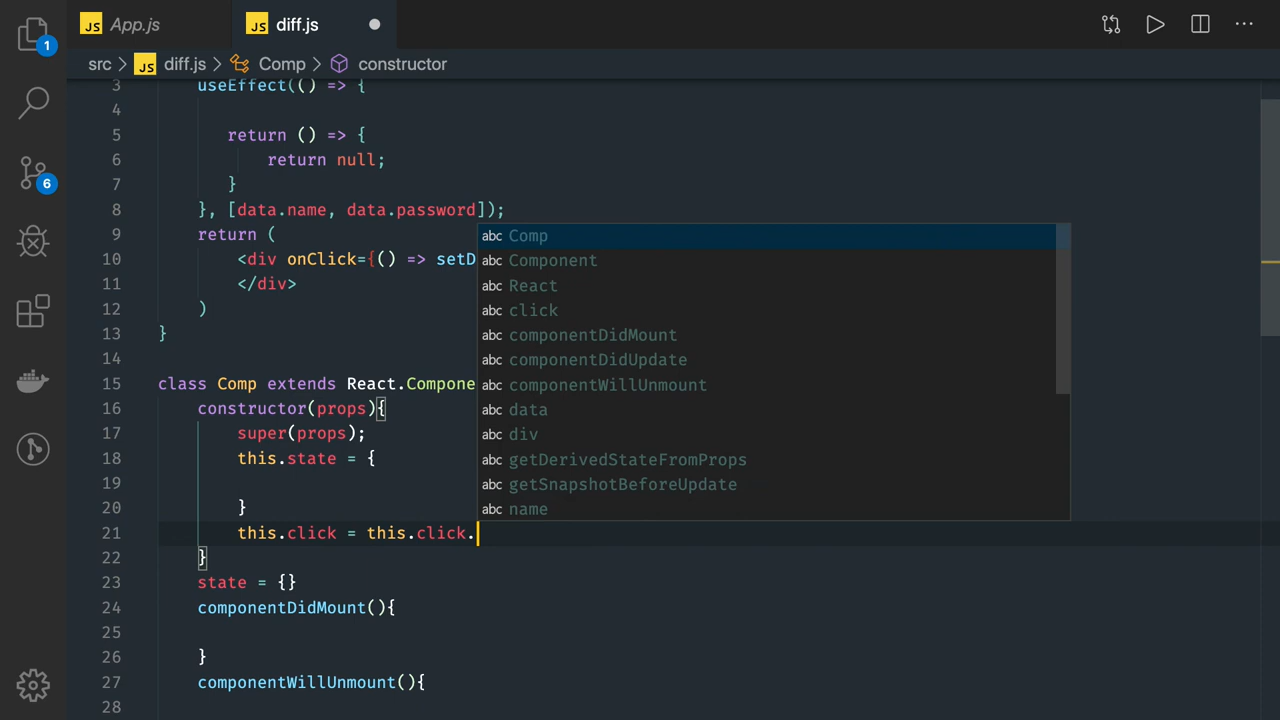 JS App.js
JS diff.js
1
src > JS diff.js > Comp > constructor
3 useEffect(() => {
4
5 return () => {
6 return null;
7 }
8 }, [data.name, data.password]);
9 return (
10 <div onClick={() => setD
11 </div>
12 )
13 }
14
15 class Comp extends React.Compone
16 constructor(props){
17 super(props);
18 this.state = {
19
20 }
21 this.click = this.click.
22 }
23 state = {}
24 componentDidMount(){
25
26 }
27 componentWillUnmount(){
28
abc Comp
abc Component
abc React
abc click
abc componentDidMount
abc componentDidUpdate
abc componentWillUnmount
abc data
abc div
abc getDerivedStateFromProps
abc getSnapshotBeforeUpdate
abc name
6